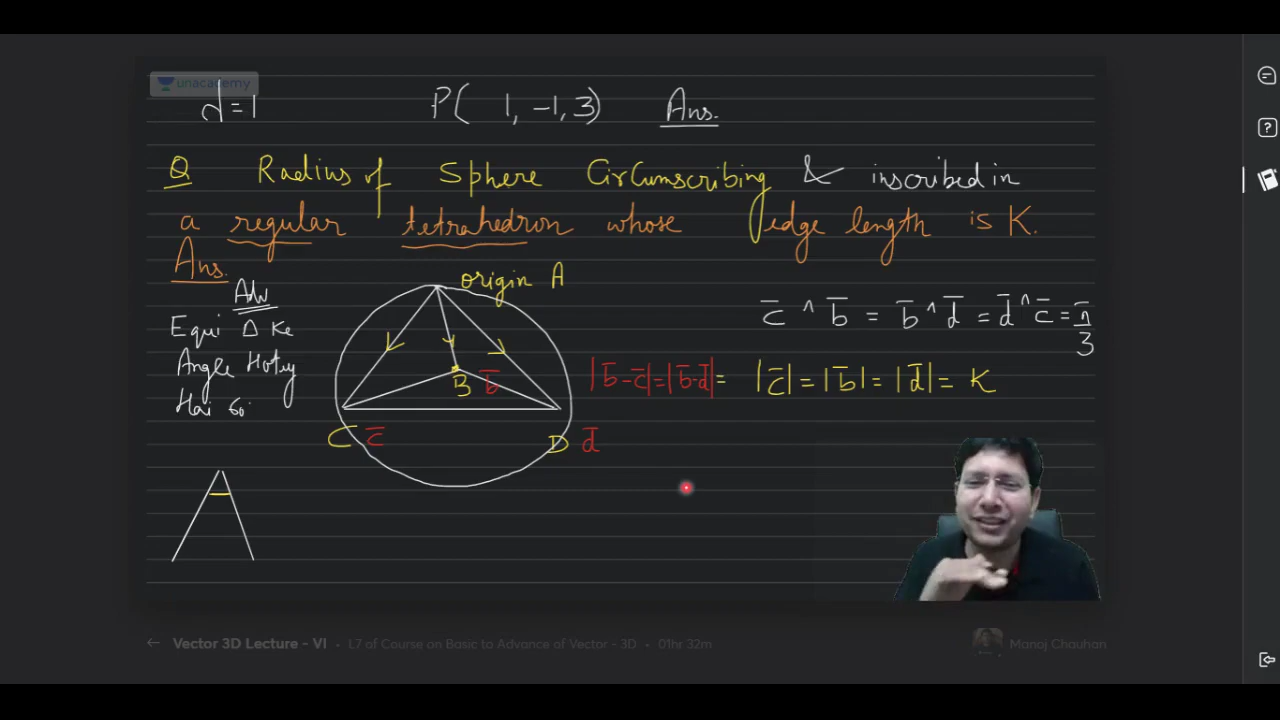 unacademy
d = 1 P( 1, -1, 3) Ans.
Q Radius of Sphere Circumscribing & inscribed in
a regular tetrahedron whose edge length is K.
Ans.
origin A
Adv
Equi Δ Ke
Angle Hotey
Hai 60°
c̄ ^ b̄ = b̄ ^ d̄ = d̄ ^ c̄ = π/3
|b̄ - c̄| = |b̄ - d̄| = |c̄| = |b̄| = |d̄| = K
B b̄
C c̄ D d̄
← Vector 3D Lecture - VI • L7 of Course on Basic to Advance of Vector - 3D • 01hr 32m Manoj Chauhan